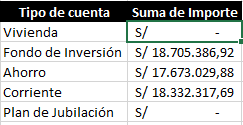 Tipo de cuenta Suma de Importe
Vivienda S/ -
Fondo de Inversión S/ 18.705.386,92
Ahorro S/ 17.673.029,88
Corriente S/ 18.332.317,69
Plan de Jubilación S/ -